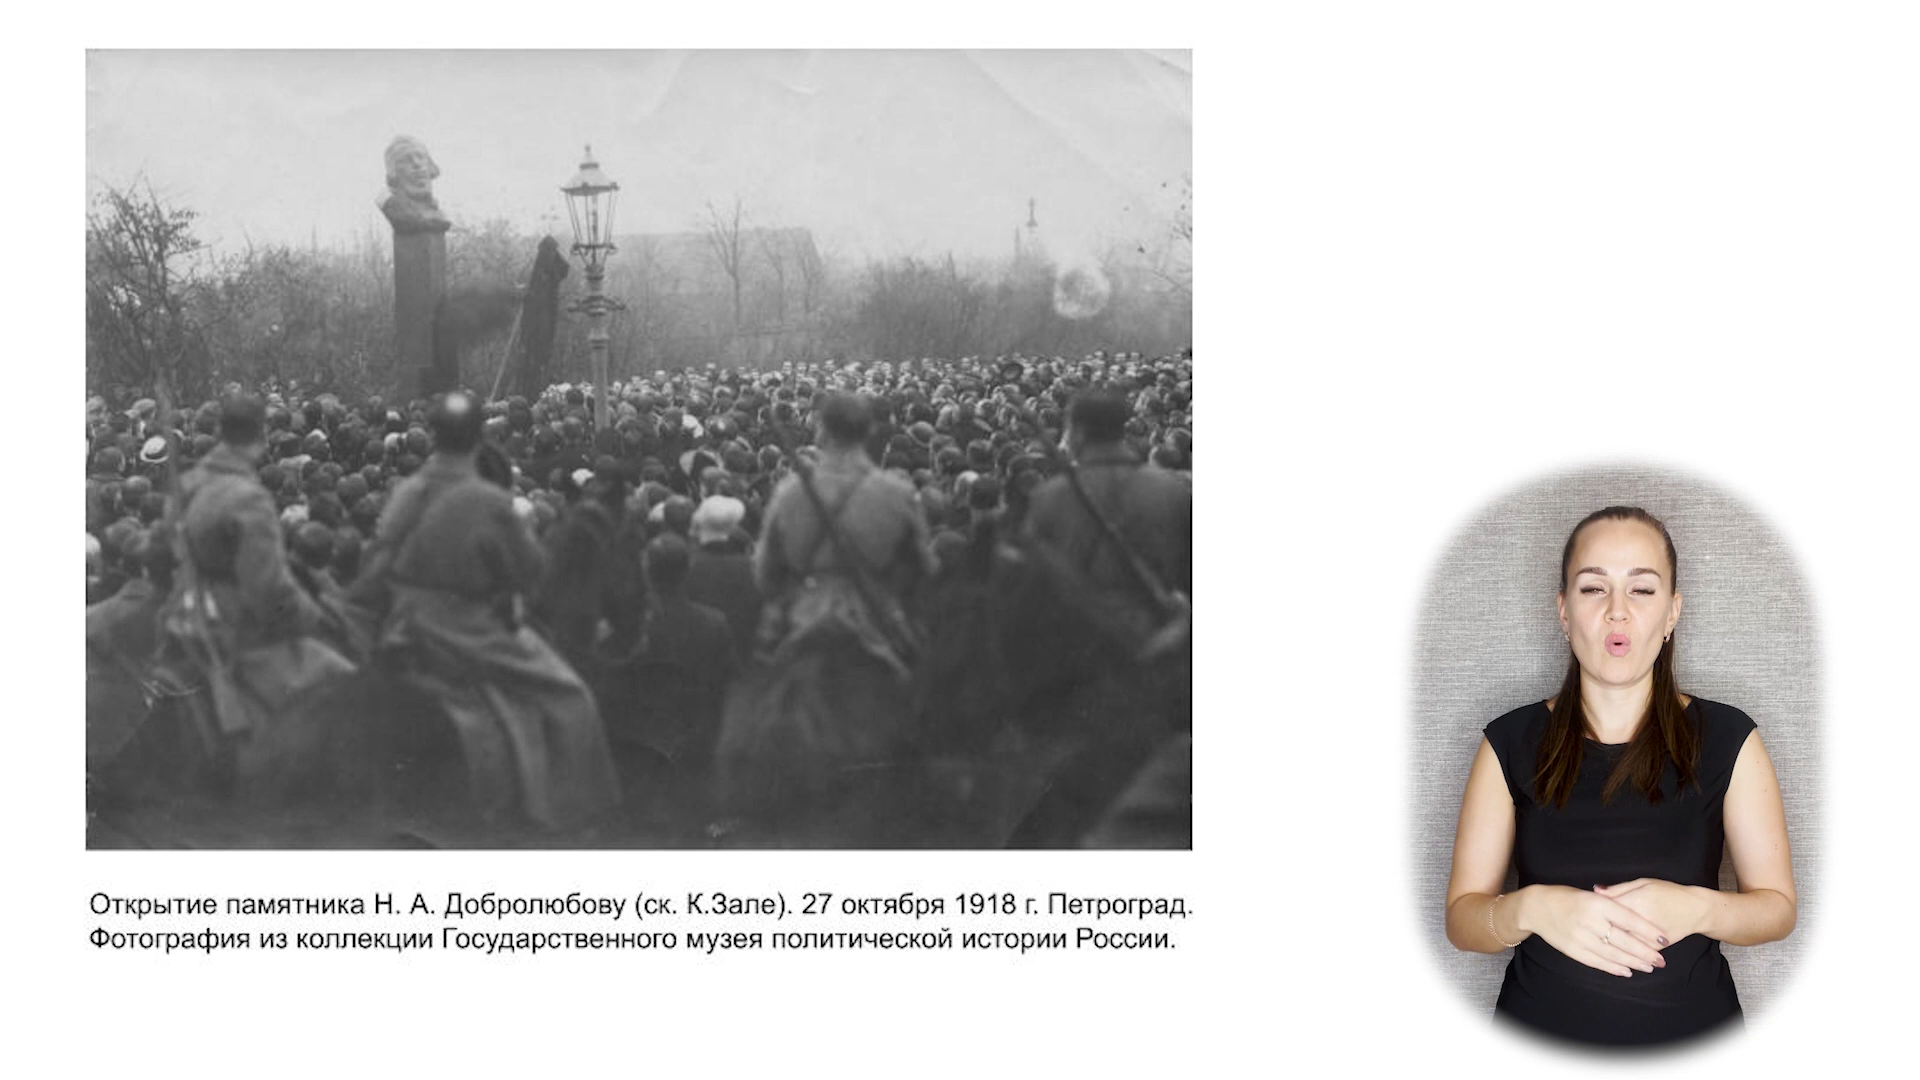 Открытие памятника Н. А. Добролюбову (ск. К.Зале). 27 октября 1918 г. Петроград.
Фотография из коллекции Государственного музея политической истории России.